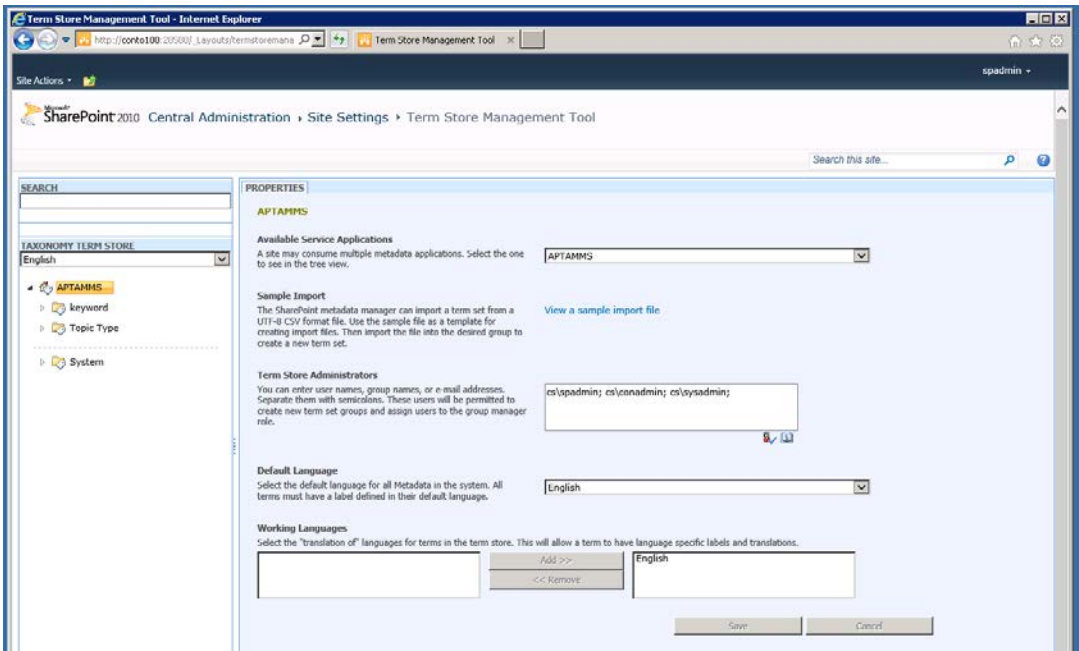 Term Store Management Tool - Internet Explorer
http://conto100:20500/_Layouts/termstoremana
Term Store Management Tool
Site Actions
spadmin
Microsoft
SharePoint 2010 Central Administration Site Settings Term Store Management Tool
Search this site...
SEARCH
TAXONOMY TERM STORE
English
APTAMMS
keyword
Topic Type
System
PROPERTIES
APTAMMS
Available Service Applications
A site may consume multiple metadata applications. Select the one
to see in the tree view.
APTAMMS
Sample Import
The SharePoint metadata manager can import a term set from a
UTF-8 CSV format file. Use the sample file as a template for
creating import files. Then import the file into the desired group to
create a new term set.
View a sample import file
Term Store Administrators
You can enter user names, group names, or e-mail addresses.
Separate them with semicolons. These users will be permitted to
create new term set groups and assign users to the group manager
role.
cs\spadmin; cs\conadmin; cs\sysadmin;
Default Language
Select the default language for all Metadata in the system. All
terms must have a label defined in their default language.
English
Working Languages
Select the "translation of" languages for terms in the term store. This will allow a term to have language specific labels and translations.
Add >>
<< Remove
English
Save
Cancel